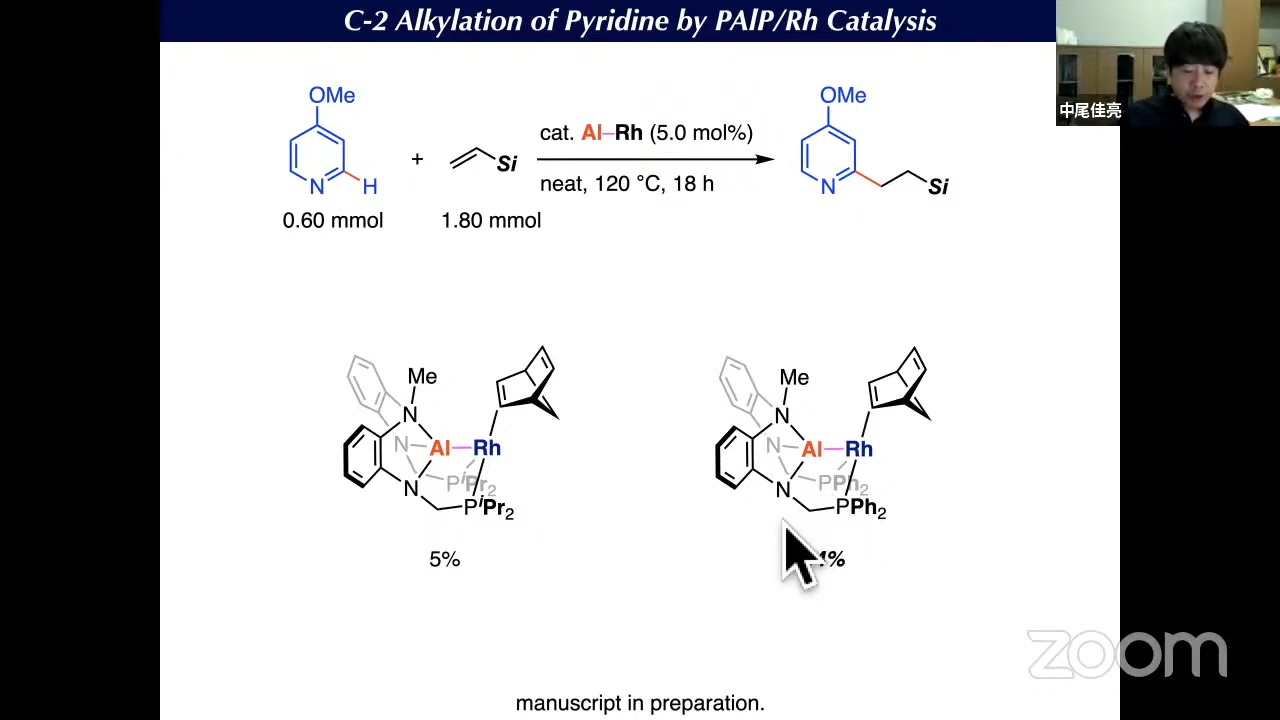 C-2 Alkylation of Pyridine by PAlP/Rh Catalysis
中尾佳亮
OMe
N
H
0.60 mmol
+
Si
1.80 mmol
cat. Al–Rh (5.0 mol%)
neat, 120 °C, 18 h
OMe
N
Si
Me
N
N
Al
Rh
PiPr2
N
PiPr2
5%
Me
N
N
Al
Rh
PPh2
N
PPh2
4%
zoom
manuscript in preparation.